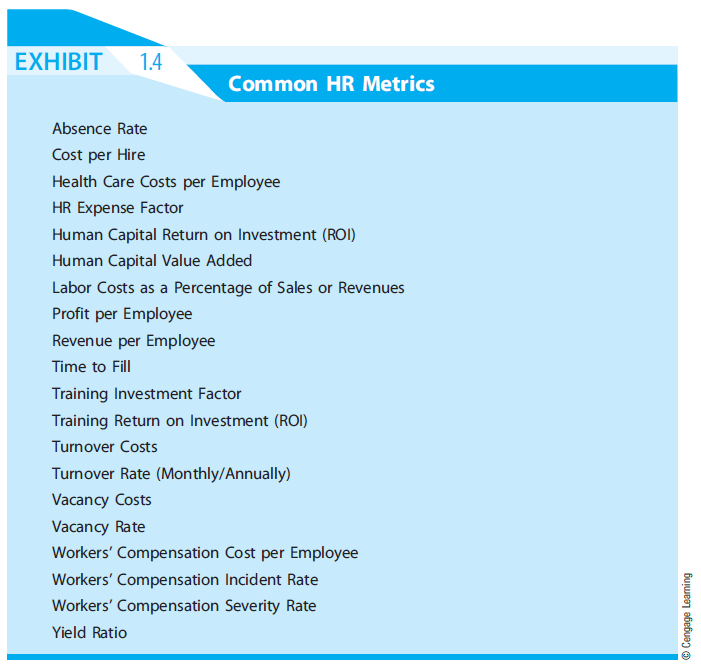 EXHIBIT 1.4
Common HR Metrics
Absence Rate
Cost per Hire
Health Care Costs per Employee
HR Expense Factor
Human Capital Return on Investment (ROI)
Human Capital Value Added
Labor Costs as a Percentage of Sales or Revenues
Profit per Employee
Revenue per Employee
Time to Fill
Training Investment Factor
Training Return on Investment (ROI)
Turnover Costs
Turnover Rate (Monthly/Annually)
Vacancy Costs
Vacancy Rate
Workers’ Compensation Cost per Employee
Workers’ Compensation Incident Rate
Workers’ Compensation Severity Rate
Yield Ratio
© Cengage Learning